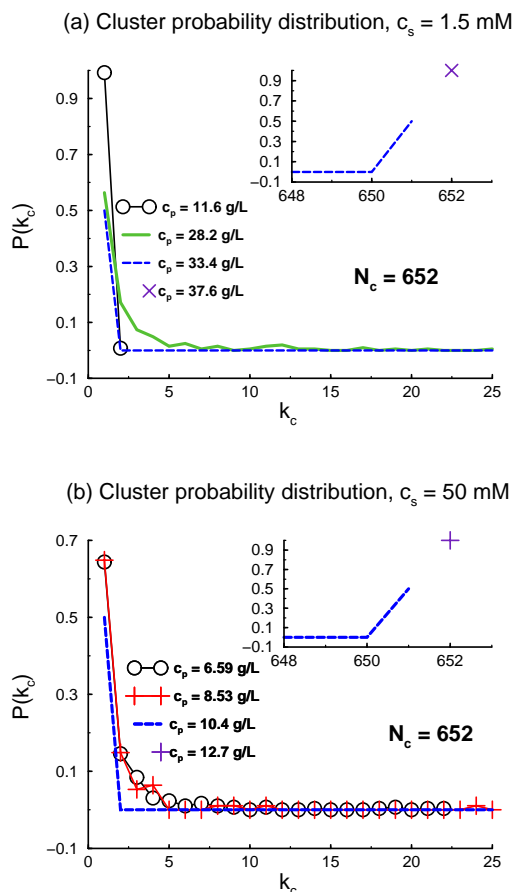 (a) Cluster probability distribution, c_s = 1.5 mM
P(k_c)
0.9
0.7
0.5
0.3
0.1
−0.1
0 5 10 15 20 25
k_c
0.9
0.7
0.5
0.3
0.1
−0.1
648 650 652
c_p = 11.6 g/L
c_p = 28.2 g/L
c_p = 33.4 g/L
c_p = 37.6 g/L
N_c = 652
(b) Cluster probability distribution, c_s = 50 mM
P(k_c)
0.7
0.5
0.3
0.1
−0.1
0 5 10 15 20 25
k_c
0.9
0.7
0.5
0.3
0.1
−0.1
648 650 652
c_p = 6.59 g/L
c_p = 8.53 g/L
c_p = 10.4 g/L
c_p = 12.7 g/L
N_c = 652